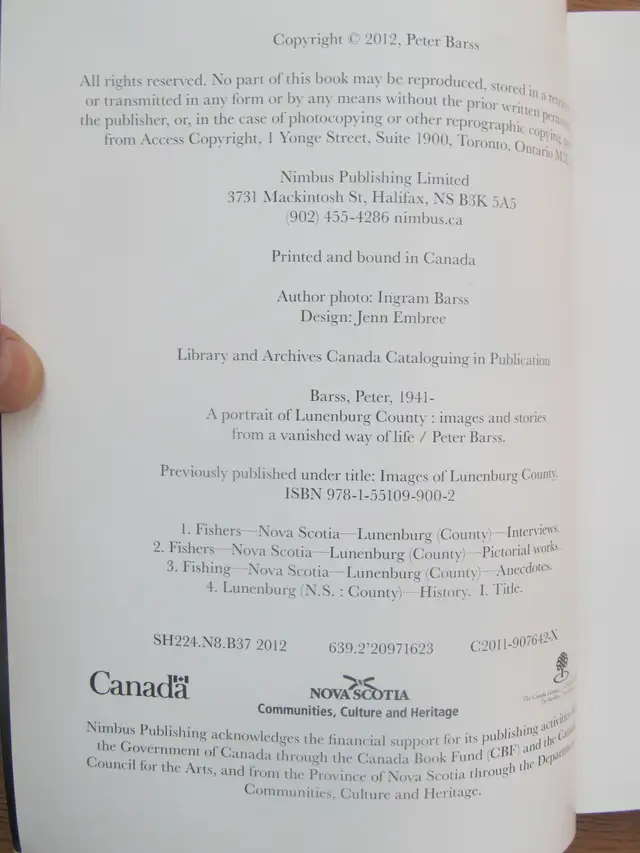 Copyright © 2012, Peter Barss
All rights reserved. No part of this book may be reproduced, stored in a
or transmitted in any form or by any means without the prior written
the publisher, or, in the case of photocopying or other reprographic copying,
from Access Copyright, 1 Yonge Street, Suite 1900, Toronto, Ontario
Nimbus Publishing Limited
3731 Mackintosh St, Halifax, NS B3K 5A5
(902) 455-4286 nimbus.ca
Printed and bound in Canada
Author photo: Ingram Barss
Design: Jenn Embree
Library and Archives Canada Cataloguing in Publication
Barss, Peter, 1941-
A portrait of Lunenburg County : images and stories
from a vanished way of life / Peter Barss.
Previously published under title: Images of Lunenburg County.
ISBN 978-1-55109-900-2
1. Fishers—Nova Scotia—Lunenburg (County)—Interviews.
2. Fishers—Nova Scotia—Lunenburg (County)—Pictorial works.
3. Fishing—Nova Scotia—Lunenburg (County)—Anecdotes.
4. Lunenburg (N.S. : County)—History. I. Title.
SH224.N8.B37 2012 639.2'20971623 C2011-907642-X
Canada
NOVA SCOTIA
Communities, Culture and Heritage
The Canada
Nimbus Publishing acknowledges the financial support for its publishing activities
the Government of Canada through the Canada Book Fund (CBF) and the
Council for the Arts, and from the Province of Nova Scotia through the
Communities, Culture and Heritage.